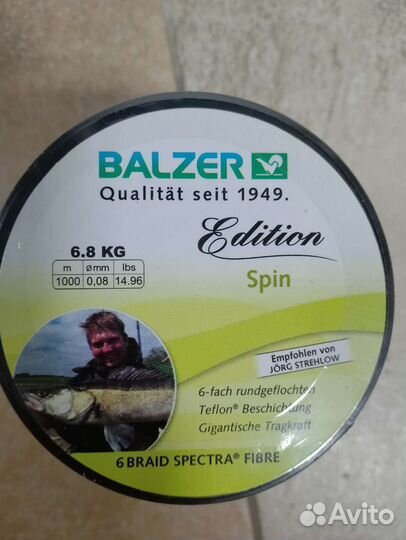 BALZER
Qualität seit 1949.
Edition
Spin
6.8 KG
m ømm lbs
1000 0,08 14.96
Empfohlen von
JÖRG STREHLOW
6-fach rundgeflochten
Teflon® Beschichtung
Gigantische Tragkraft
6 BRAID SPECTRA® FIBRE
Avito